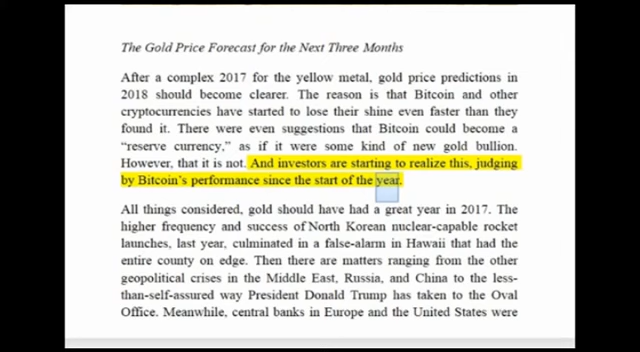 The Gold Price Forecast for the Next Three Months
After a complex 2017 for the yellow metal, gold price predictions in
2018 should become clearer. The reason is that Bitcoin and other
cryptocurrencies have started to lose their shine even faster than they
found it. There were even suggestions that Bitcoin could become a
“reserve currency,” as if it were some kind of new gold bullion.
However, that it is not. And investors are starting to realize this, judging
by Bitcoin’s performance since the start of the year.
All things considered, gold should have had a great year in 2017. The
higher frequency and success of North Korean nuclear-capable rocket
launches, last year, culminated in a false-alarm in Hawaii that had the
entire county on edge. Then there are matters ranging from the other
geopolitical crises in the Middle East, Russia, and China to the less-
than-self-assured way President Donald Trump has taken to the Oval
Office. Meanwhile, central banks in Europe and the United States were